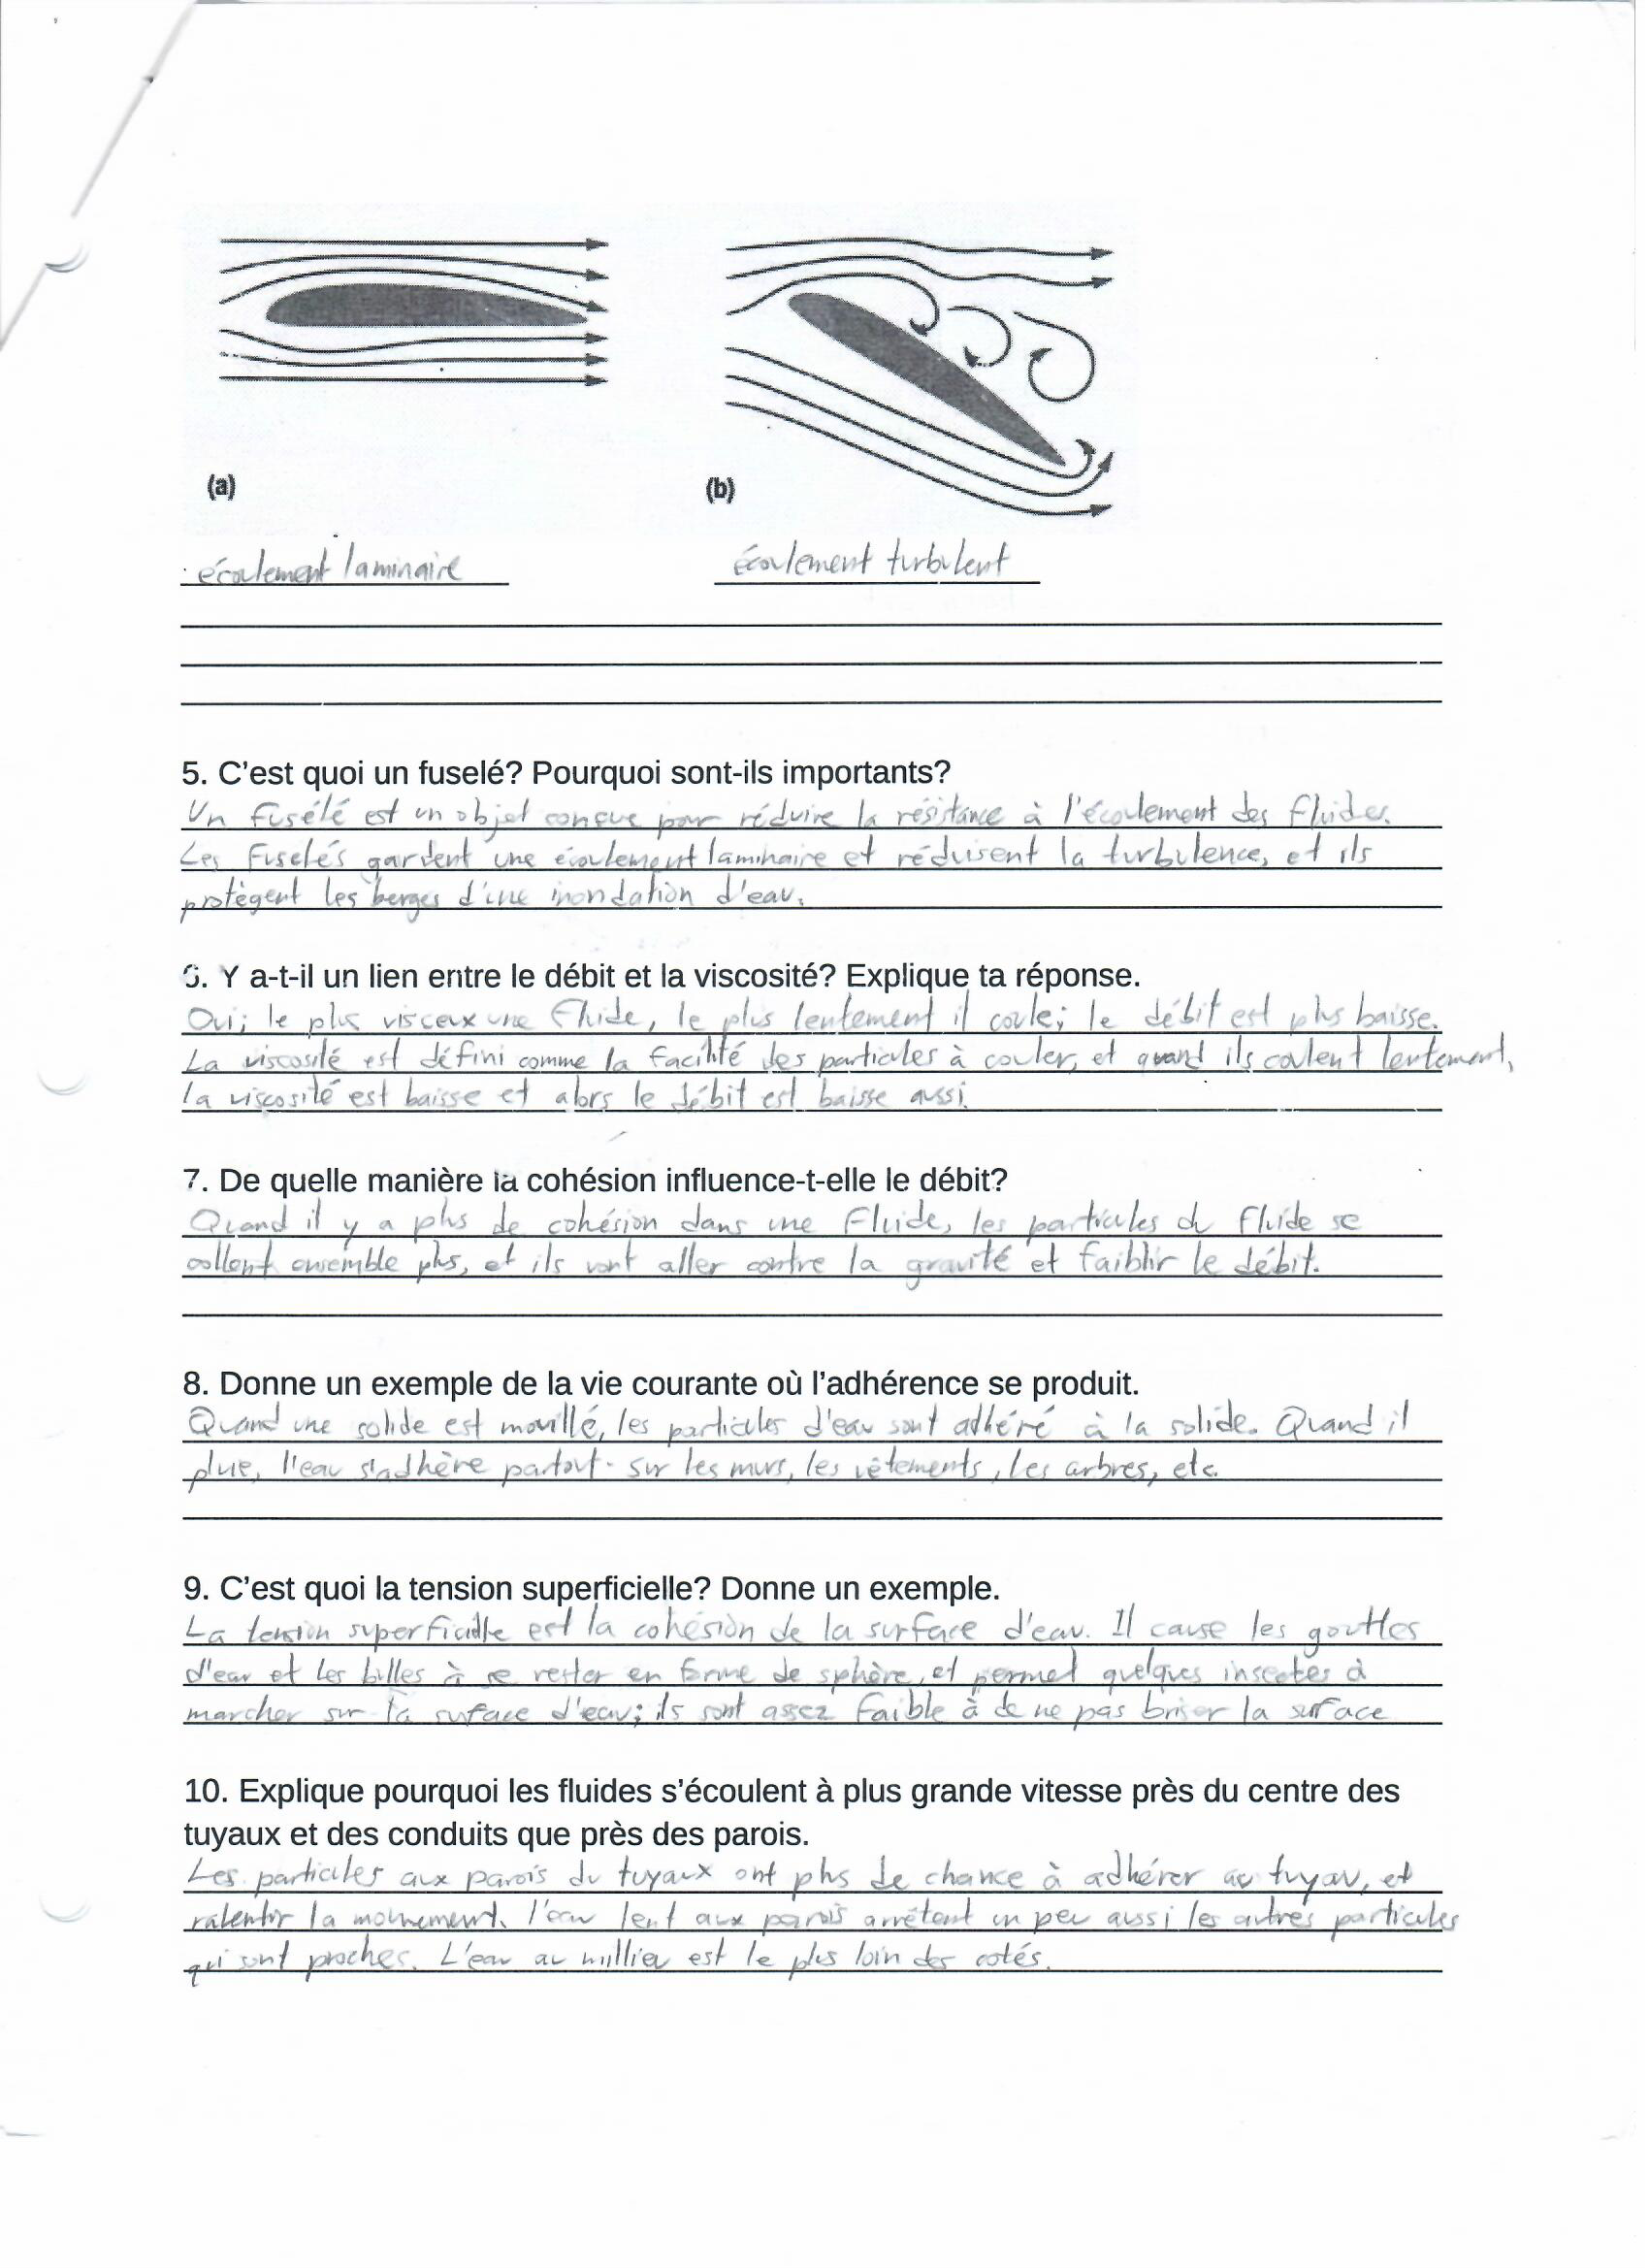 (a)
(b)
écoulement laminaire
écoulement turbulent
5. C'est quoi un fuselé? Pourquoi sont-ils importants?
Un fusélé est un objet conçue pour réduire la résistance à l'écoulement des fluides.
Les fuselés gardent une écoulement laminaire et rédusent la turbulence, et ils
protègent les berges d'une inondation d'eau.
6. Y a-t-il un lien entre le débit et la viscosité? Explique ta réponse.
Oui; le plus visceux une fluide, le plus lentement il coule; le débit est plus baisse.
La viscosité est défini comme la facilité des particules à couler, et quand ils coulent lentement,
la viscosité est baisse et alors le débit est baisse aussi.
7. De quelle manière la cohésion influence-t-elle le débit?
Quand il y a plus de cohésion dans une fluide, les particules du fluide se
collent ensemble plus, et ils vont aller contre la gravité et faiblir le débit.
8. Donne un exemple de la vie courante où l'adhérence se produit.
Quand une solide est mouillé, les particules d'eau sont adhéré à la solide. Quand il
plue, l'eau s'adhère partout- sur les murs, les vêtements, les arbres, etc.
9. C'est quoi la tension superficielle? Donne un exemple.
La tension superficielle est la cohésion de la surface d'eau. Il cause les gouttes
d'eau et les bulles à se rester en forme de sphère, et permet quelques insectes à
marcher sur la surface d'eau; ils sont assez faible à de ne pas briser la surface
10. Explique pourquoi les fluides s'écoulent à plus grande vitesse près du centre des
tuyaux et des conduits que près des parois.
Les particules aux parois du tuyaux ont plus de chance à adhérer au tuyau, et
ralentir la mouvement. l'eau lent aux parois arrêtent un peu aussi les autres particules
qui sont proches. L'eau au millieu est le plus loin des cotés.